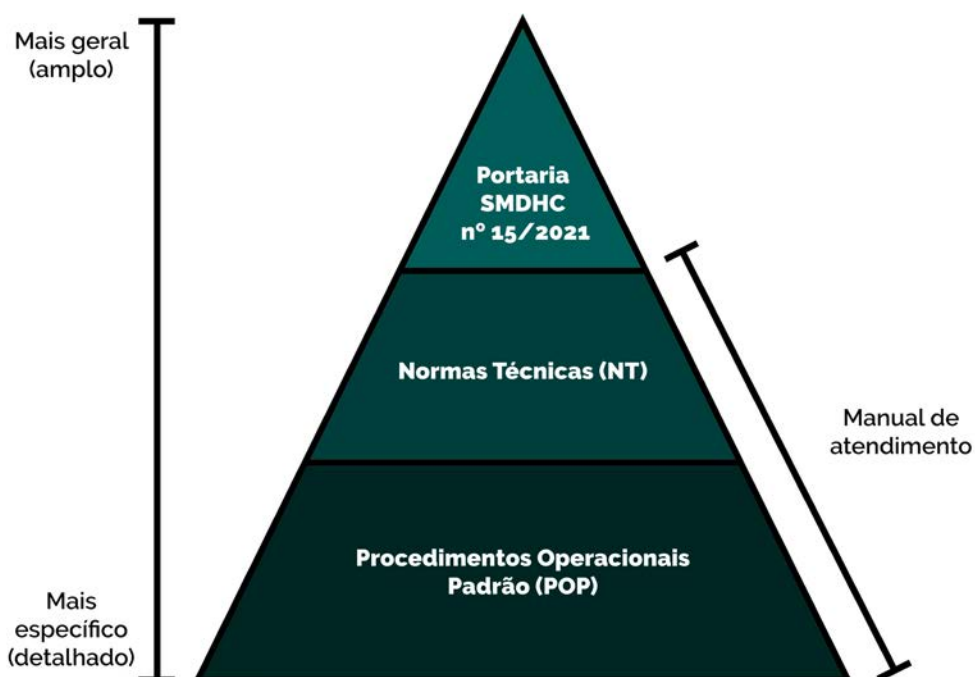 Mais geral
(amplo)
Portaria
SMDHC
nº 15/2021
Normas Técnicas (NT)
Manual de
atendimento
Procedimentos Operacionais
Padrão (POP)
Mais
específico
(detalhado)